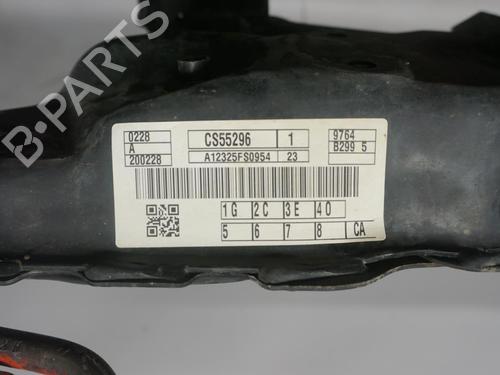 0228 CS55296 1 9764
A B299 5
200228 A12325FS0954 23
1G 2C 3E 40
5 6 7 8 CA
B-PARTS